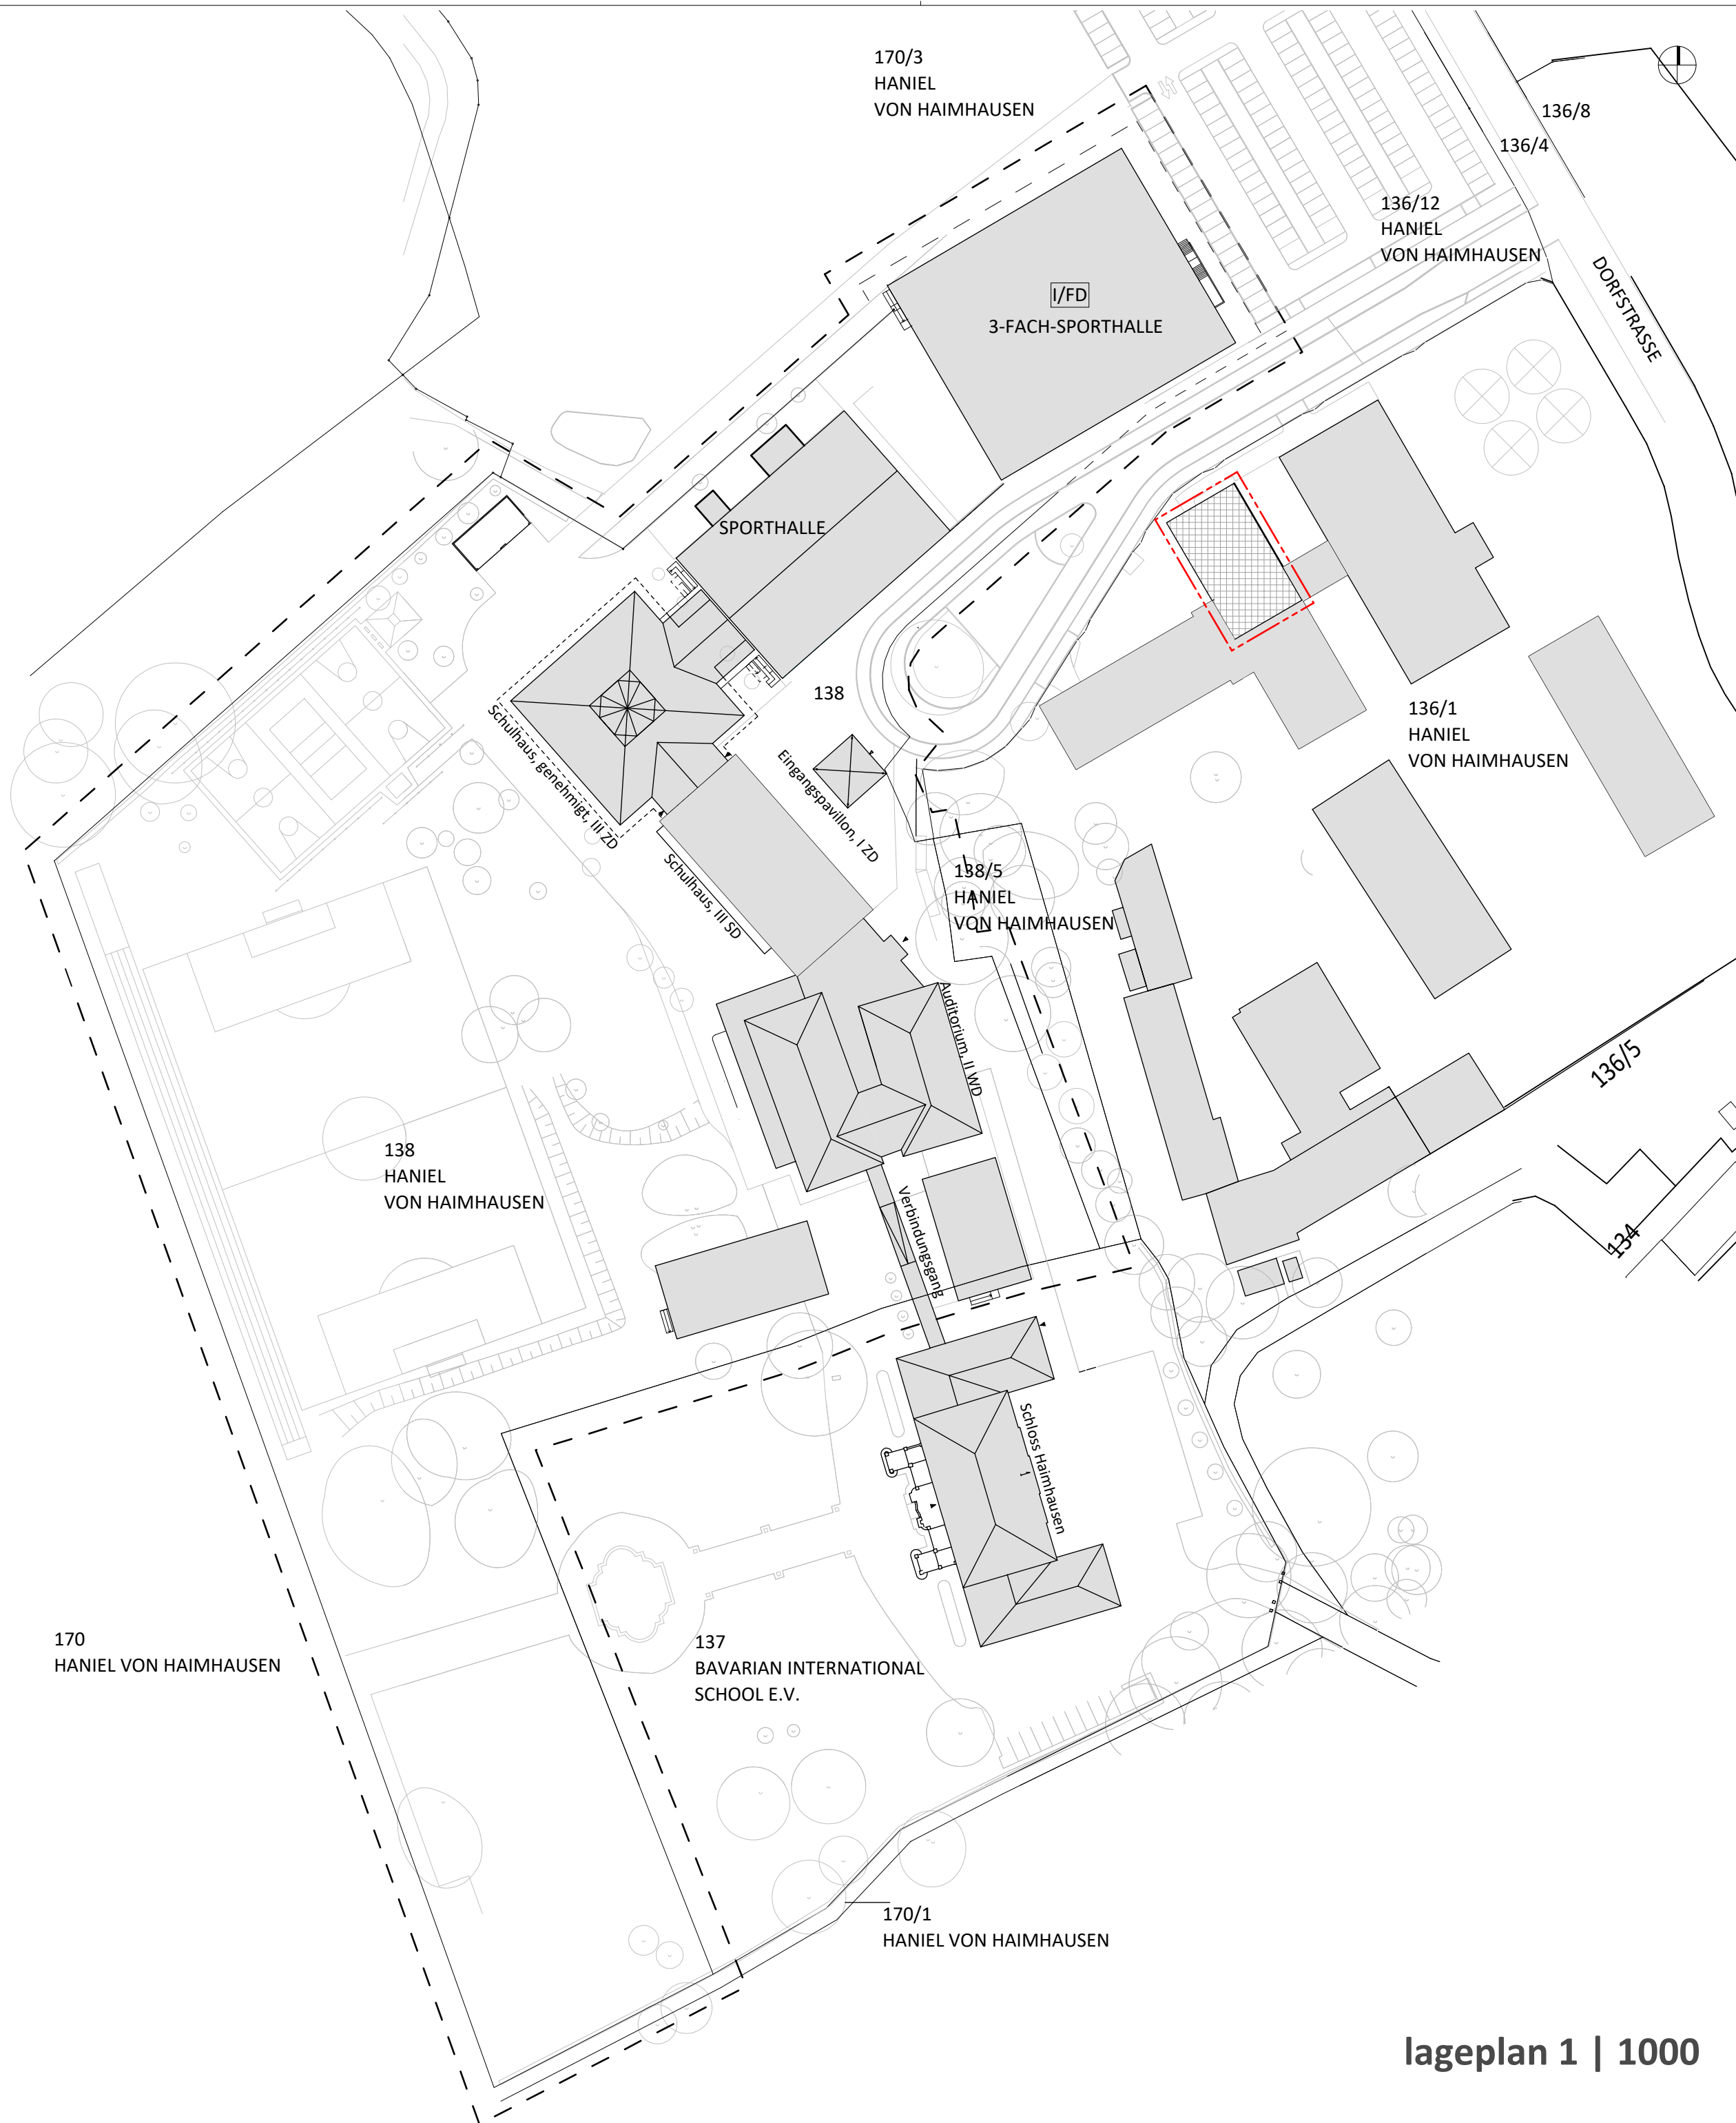 170/3
HANIEL
VON HAIMHAUSEN
136/8
136/4
136/12
HANIEL
VON HAIMHAUSEN
DORFSTRASSE
I/FD
3-FACH-SPORTHALLE
SPORTHALLE
138
Schulhaus, genehmigt, III ZD
Eingangspavillon, I ZD
136/1
HANIEL
VON HAIMHAUSEN
Schulhaus, III SD
138/5
HANIEL
VON HAIMHAUSEN
Auditorium, II WD
136/5
138
HANIEL
VON HAIMHAUSEN
Verbindungsgang
134
Schloss Haimhausen
170
HANIEL VON HAIMHAUSEN
137
BAVARIAN INTERNATIONAL
SCHOOL E.V.
170/1
HANIEL VON HAIMHAUSEN
lageplan 1 | 1000